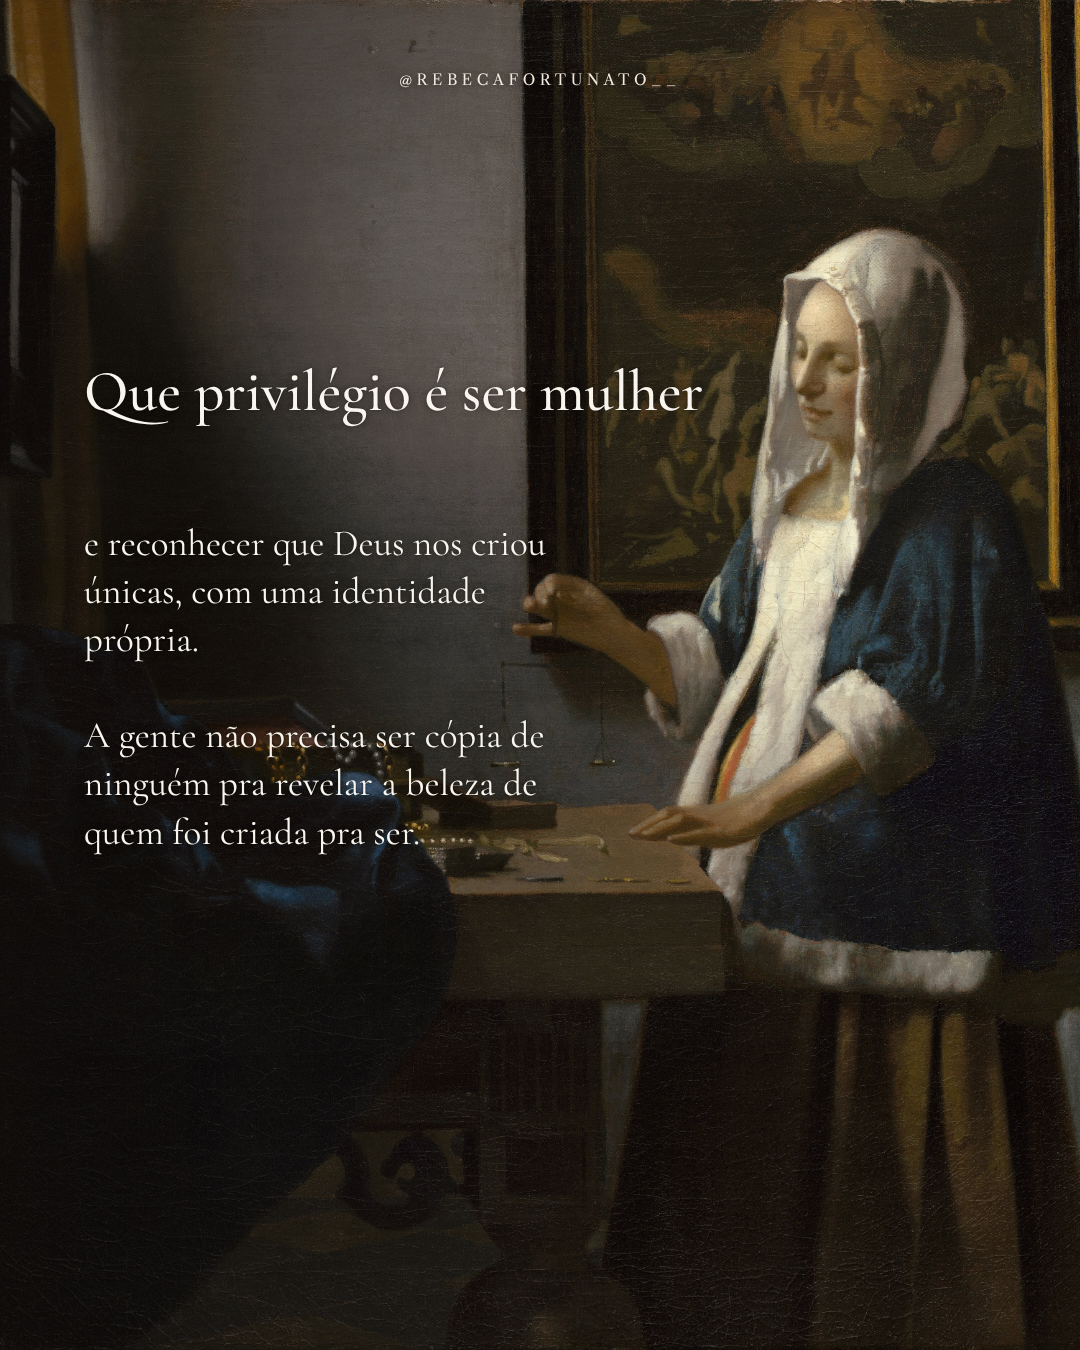 @REBECAFORTUNATO__
Que privilégio é ser mulher
e reconhecer que Deus nos criou
únicas, com uma identidade
própria.
A gente não precisa ser cópia de
ninguém pra revelar a beleza de
quem foi criada pra ser.